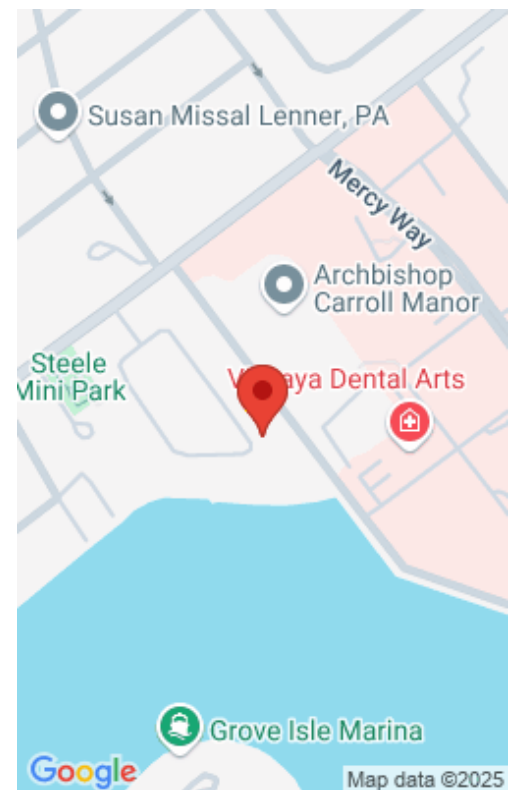 Susan Missal Lenner, PA
Mercy Way
Archbishop
Carroll Manor
Steele
Mini Park
Dental Arts
Grove Isle Marina
Google
Map data ©2025